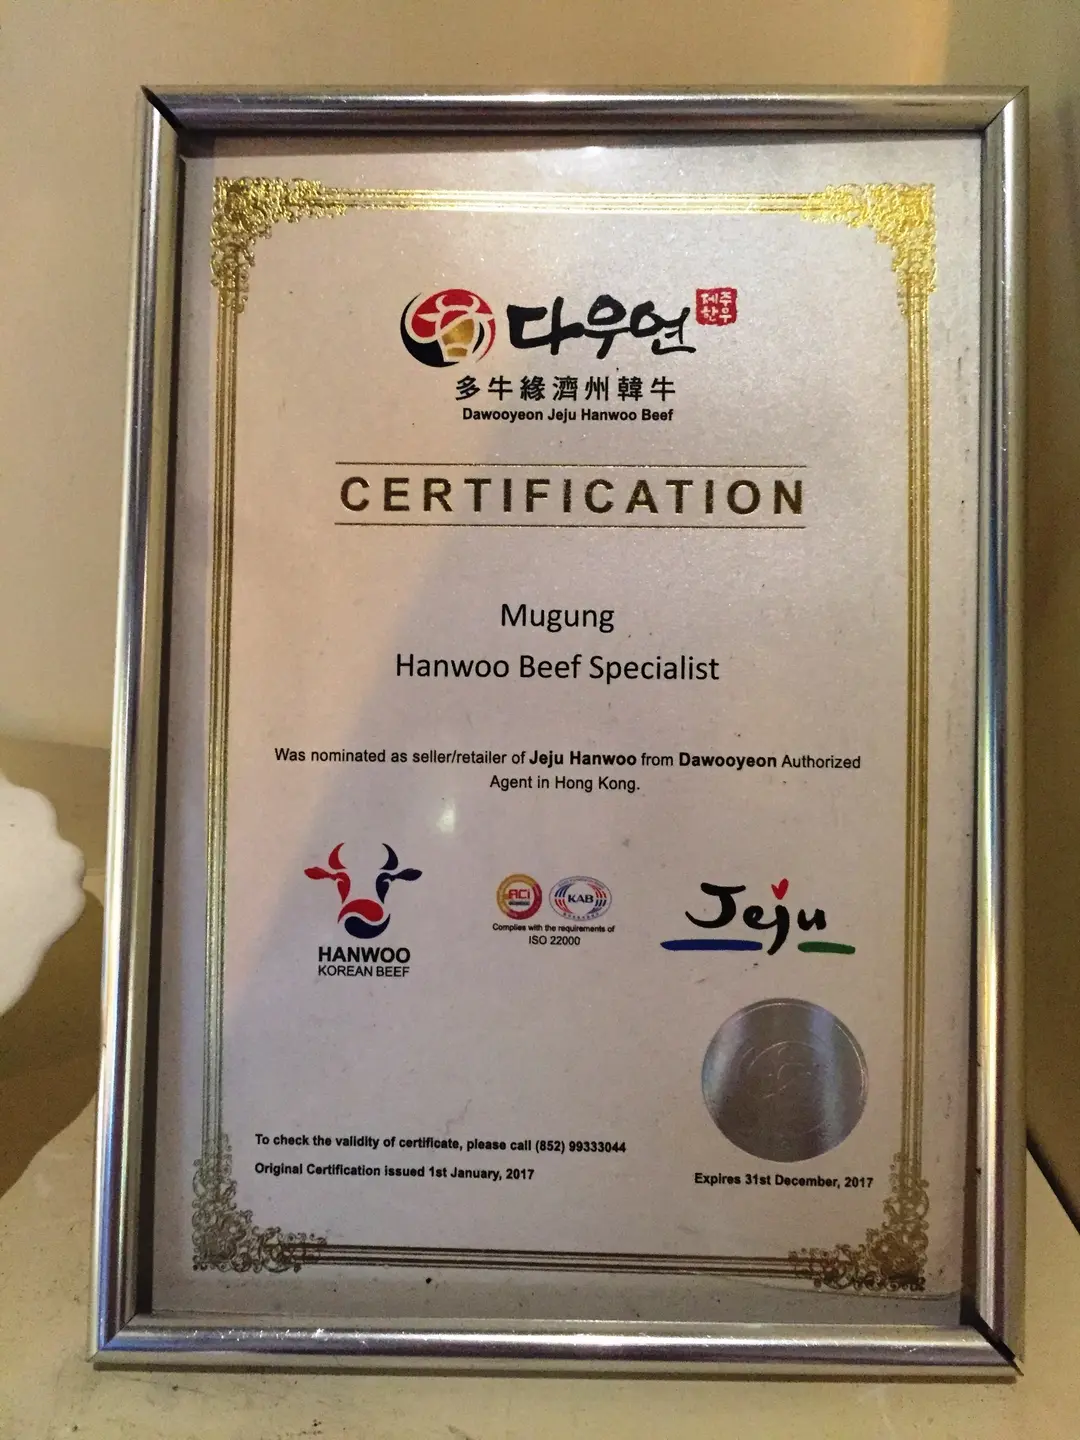 다우연 제주
한우
多牛緣濟州韓牛
Dawooyeon Jeju Hanwoo Beef
CERTIFICATION
Mugung
Hanwoo Beef Specialist
Was nominated as seller/retailer of Jeju Hanwoo from Dawooyeon Authorized
Agent in Hong Kong.
HANWOO
KOREAN BEEF
ACI
KAB
Complies with the requirements of
ISO 22000
Jeju
To check the validity of certificate, please call (852) 99333044
Original Certification issued 1st January, 2017
Expires 31st December, 2017